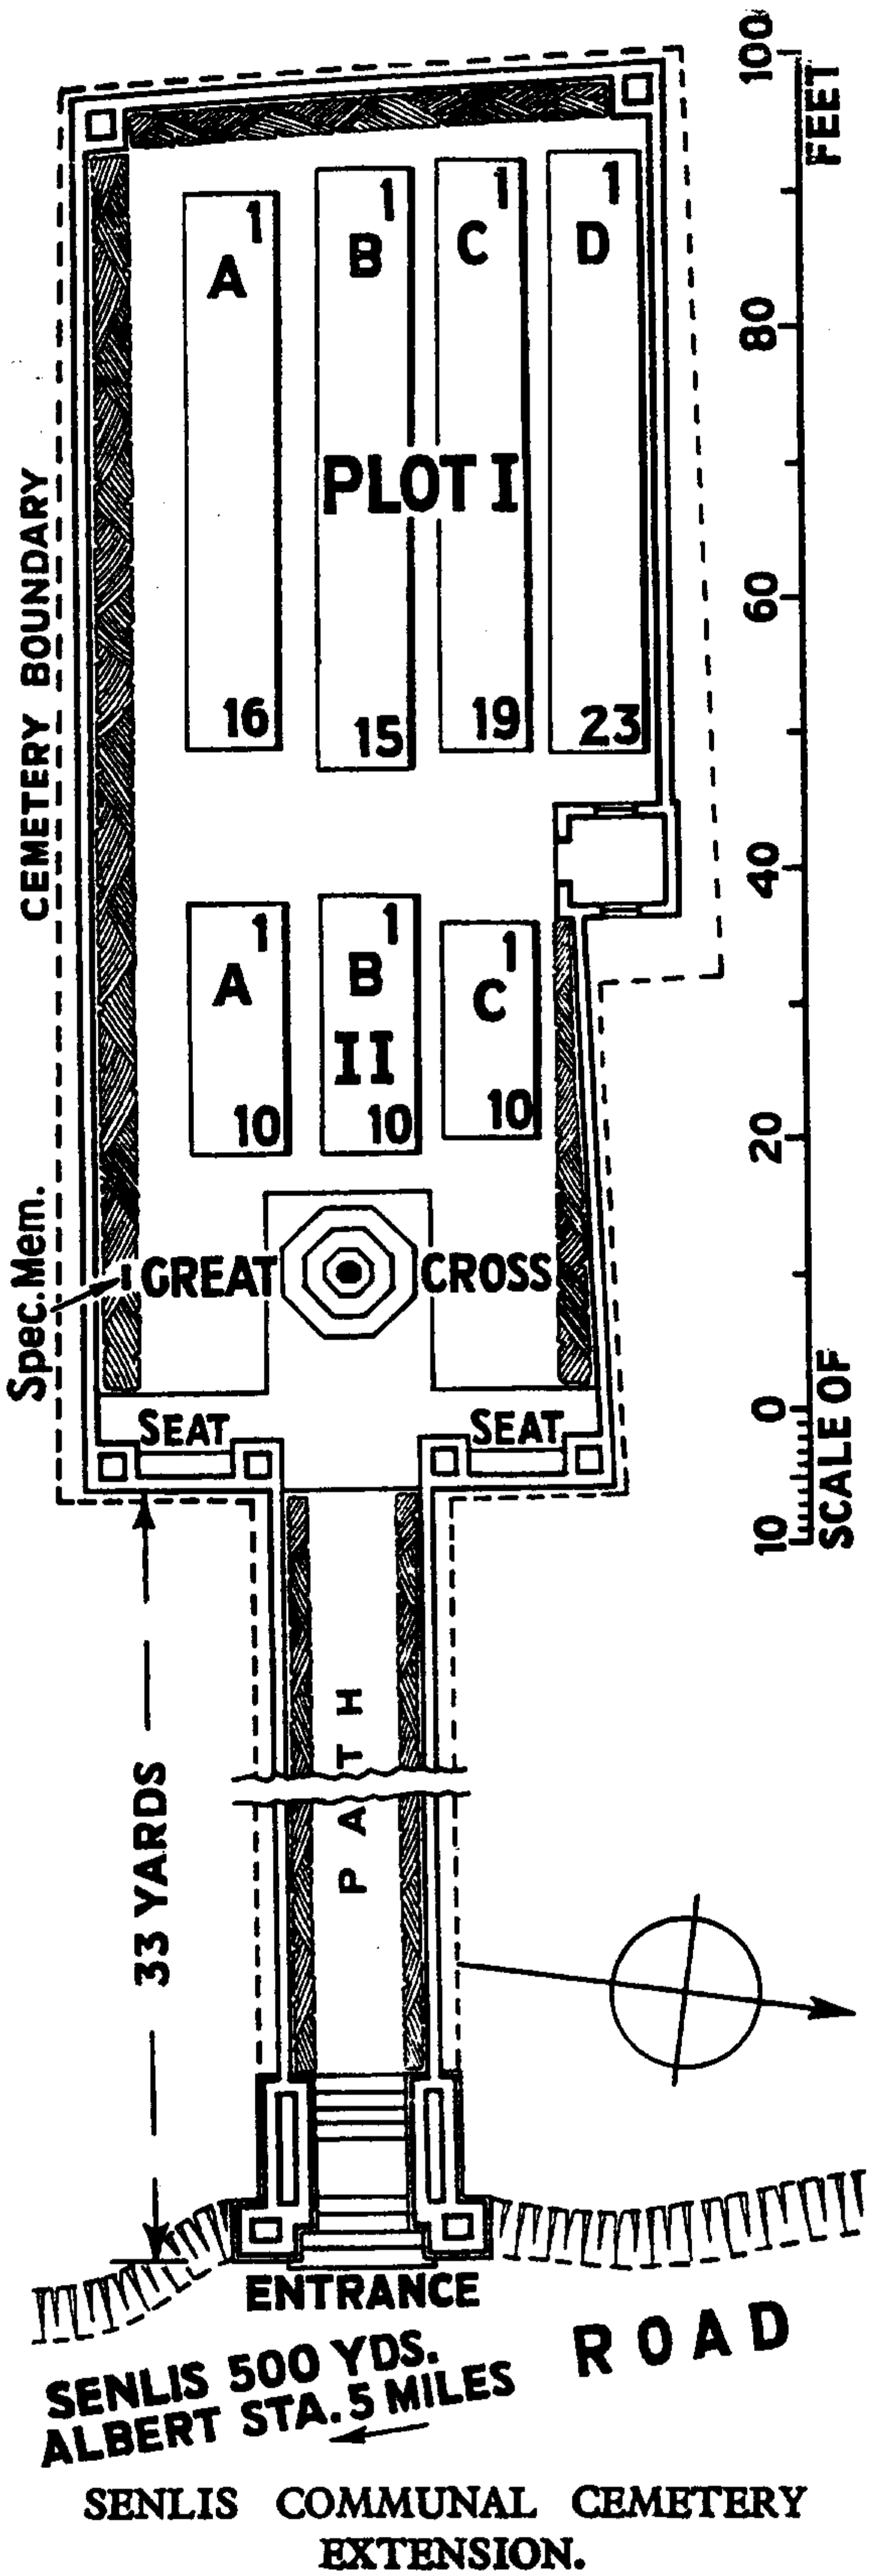 100
FEET
80
60
40
20
0
10
SCALE OF
CEMETERY BOUNDARY
1 1 1 1
A B C D
PLOT I
16 15 19 23
1 1 1
A B C
II
10 10 10
Spec. Mem.
GREAT CROSS
SEAT SEAT
33 YARDS
PATH
ENTRANCE
ROAD
SENLIS 500 YDS.
ALBERT STA. 5 MILES
SENLIS COMMUNAL CEMETERY
EXTENSION.